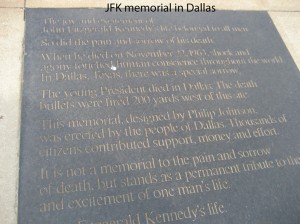 JFK memorial in Dallas
The joy and excitement of
John Fitzgerald Kennedy's life belonged to all men.
So did the pain and sorrow of his death.
When he died on November 22, 1963, shock and
agony touched human conscience throughout the world.
In Dallas, Texas, there was a special sorrow.
The young President died in Dallas. The death
bullets were fired 200 yards west of this site.
This memorial, designed by Philip Johnson,
was erected by the people of Dallas. Thousands of
citizens contributed support, money and effort.
It is not a memorial to the pain and sorrow
of death, but stands as a permanent tribute to the
and excitement of one man's life.
Fitzgerald Kennedy's life.